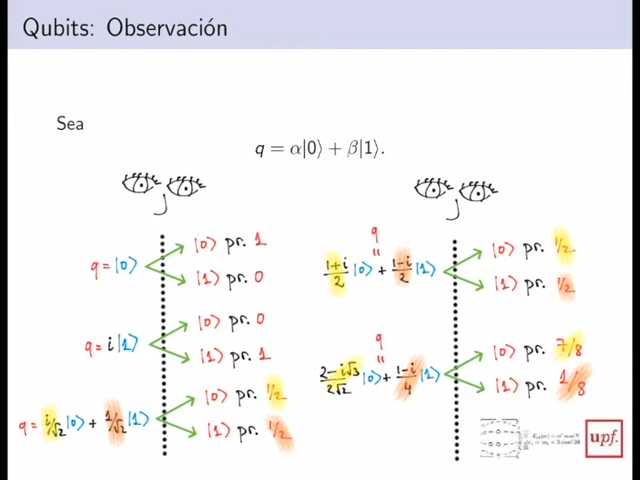 Qubits: Observación
Sea
q = α|0⟩ + β|1⟩.
q = |0⟩
|0⟩ pr. 1
|1⟩ pr. 0
q = i|1⟩
|0⟩ pr. 0
|1⟩ pr. 1
q = i/√2 |0⟩ + 1/√2 |1⟩
|0⟩ pr. 1/2
|1⟩ pr. 1/2
q
=
1+i/2 |0⟩ + 1-i/2 |1⟩
|0⟩ pr. 1/2
|1⟩ pr. 1/2
q
=
2-i√3/2√2 |0⟩ + 1-i/4 |1⟩
|0⟩ pr. 7/8
|1⟩ pr. 1/8
upf.